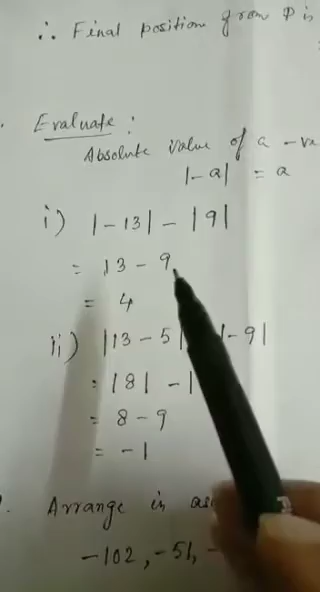 ∴ Final position from P is
Evaluate :
Absolute value of a -va
|-a| = a
i) |-13| - |9|
= 13 - 9
= 4
ii) |13 - 5| |-9|
= |8| -
= 8 - 9
= -1
Arrange in as
-102, -51, -